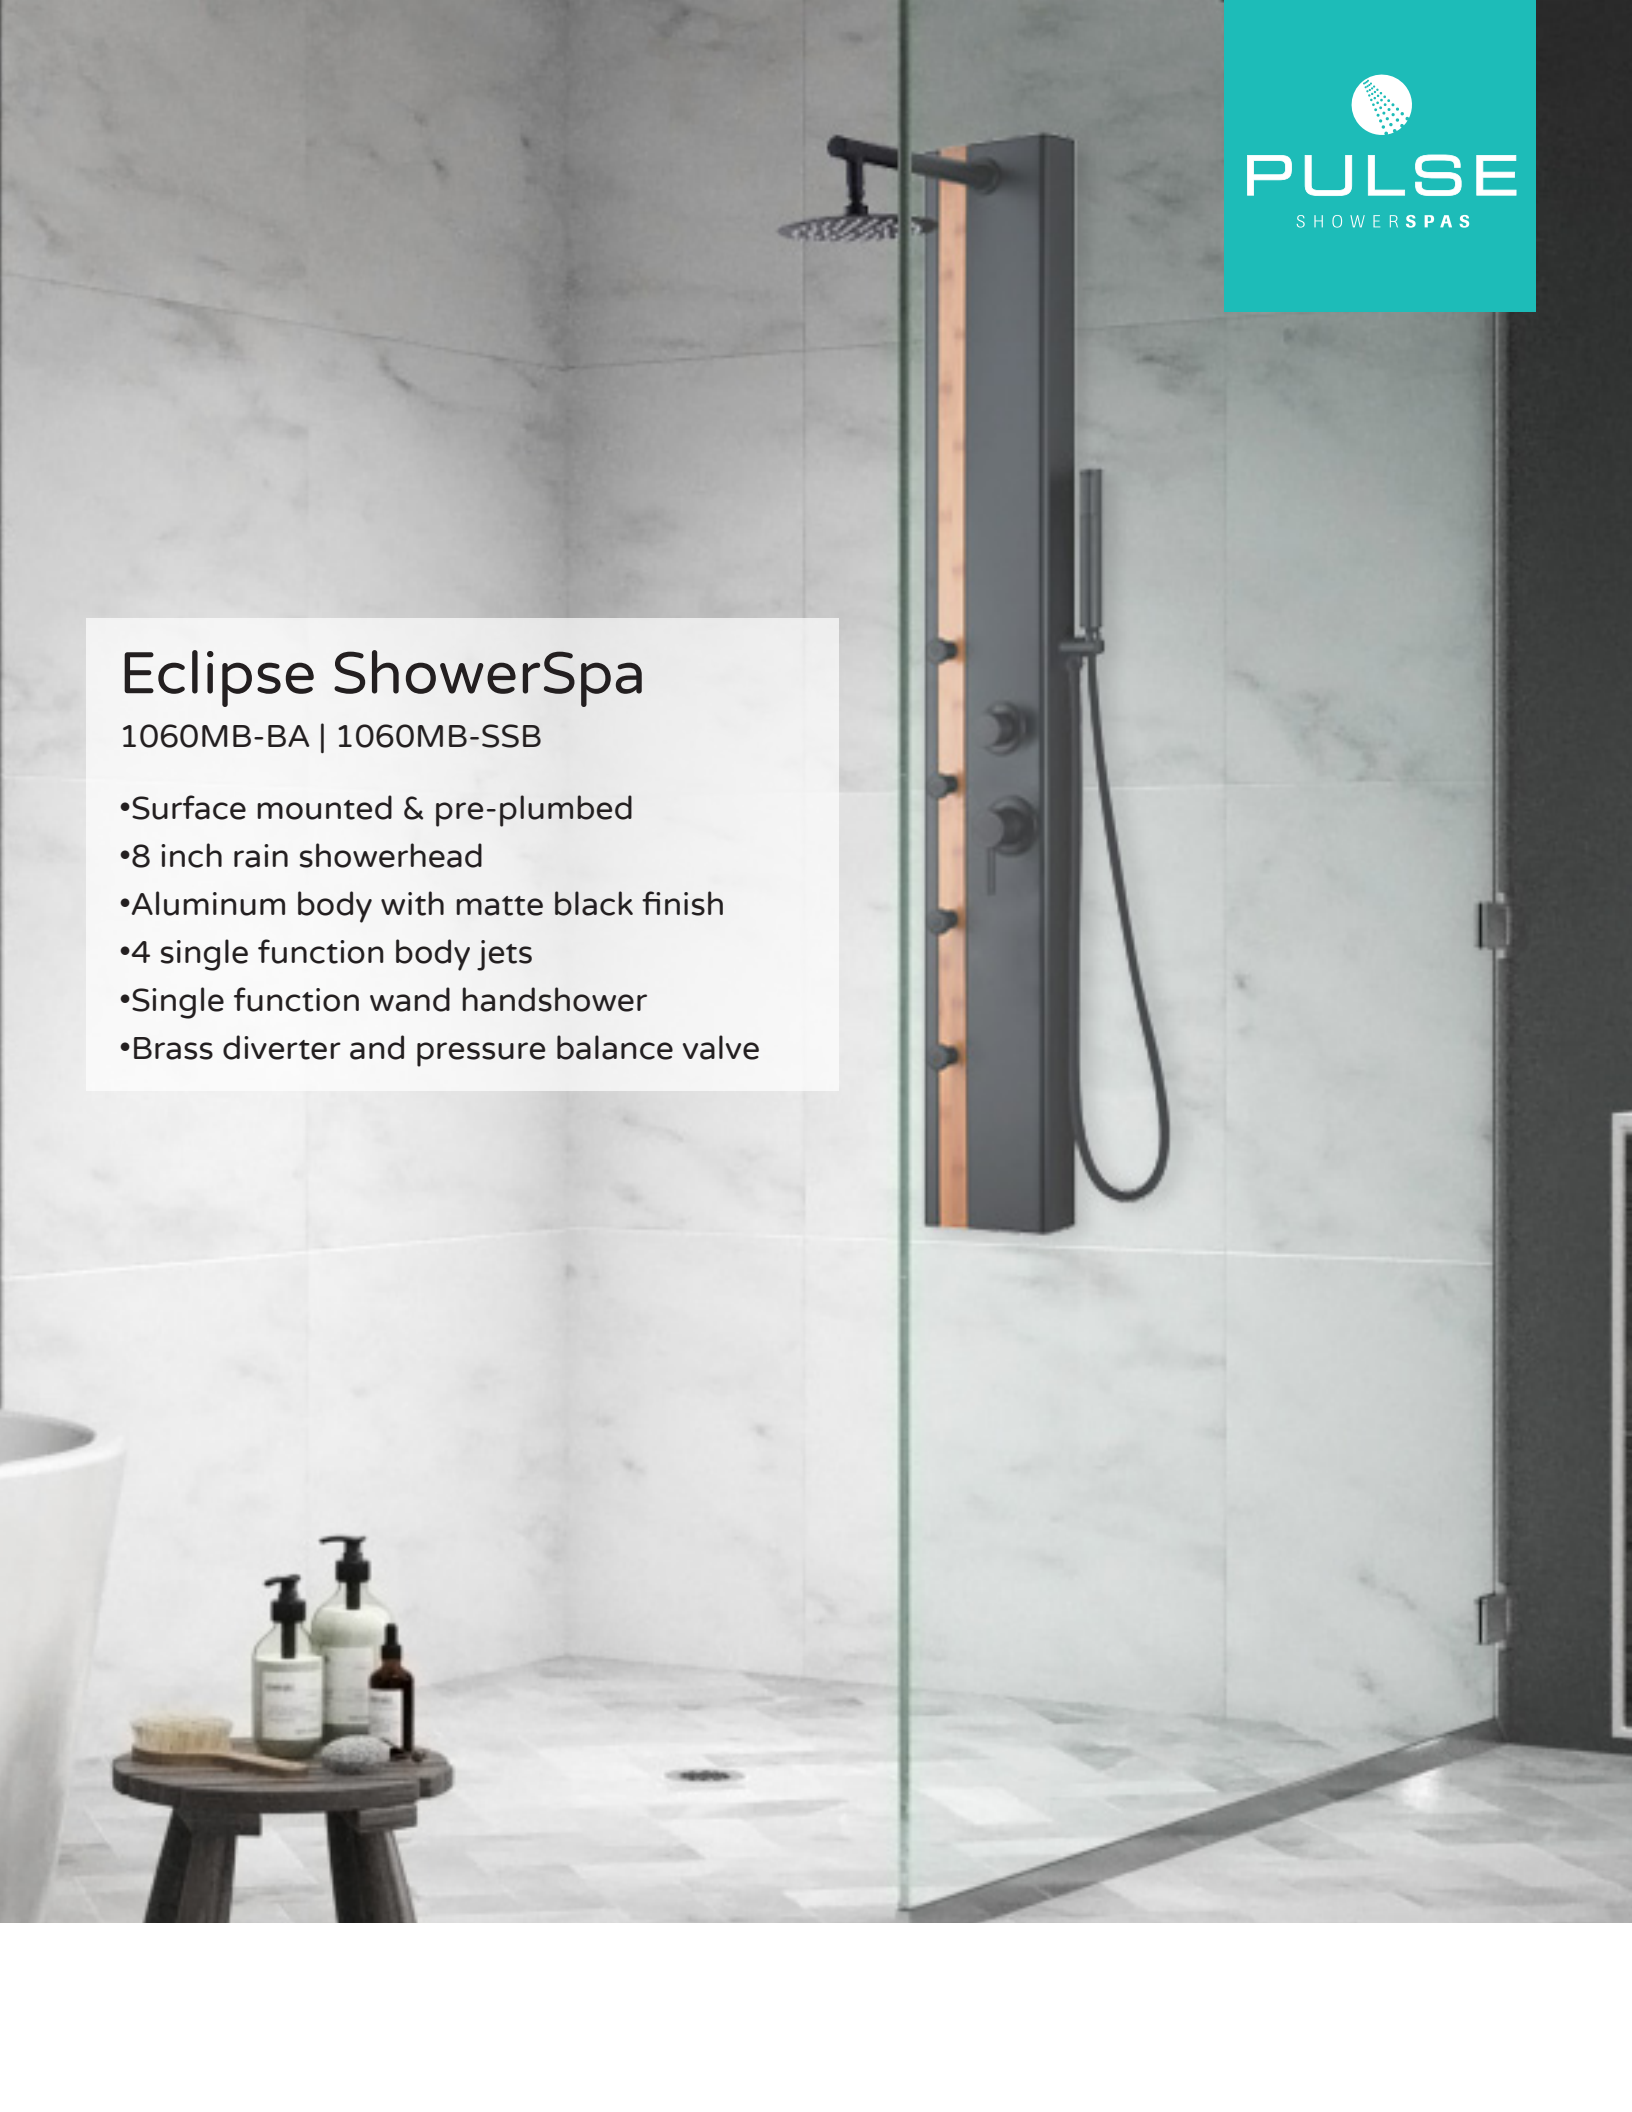 PULSE
SHOWERSPAS
Eclipse ShowerSpa
1060MB-BA | 1060MB-SSB
•Surface mounted & pre-plumbed
•8 inch rain showerhead
•Aluminum body with matte black finish
•4 single function body jets
•Single function wand handshower
•Brass diverter and pressure balance valve